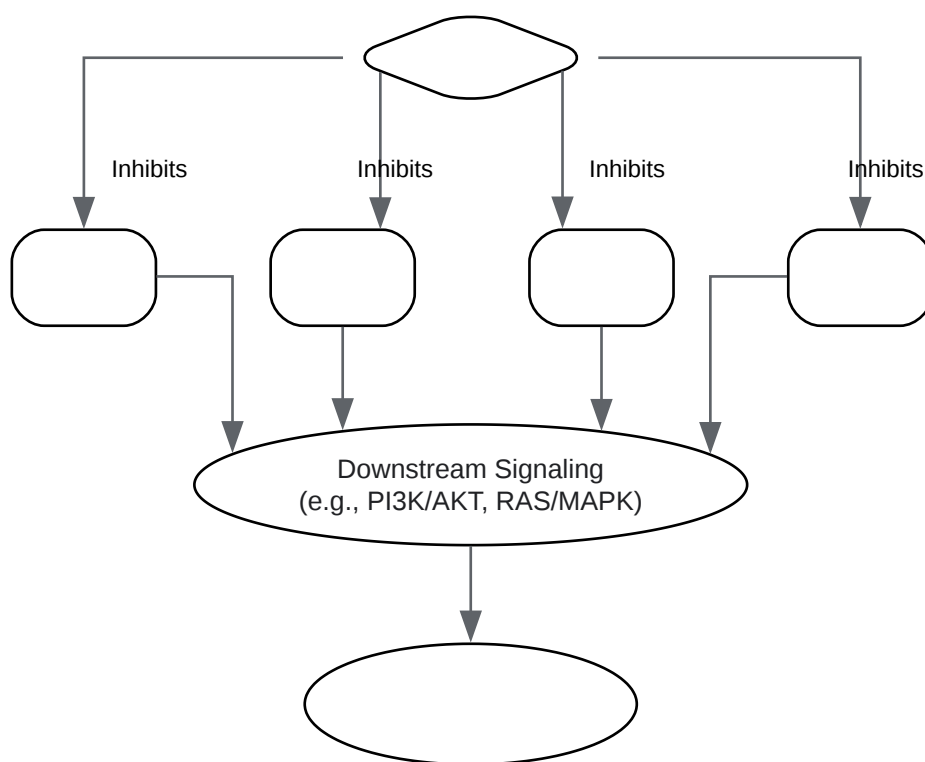 Inhibits
Inhibits
Inhibits
Inhibits
Downstream Signaling
(e.g., PI3K/AKT, RAS/MAPK)